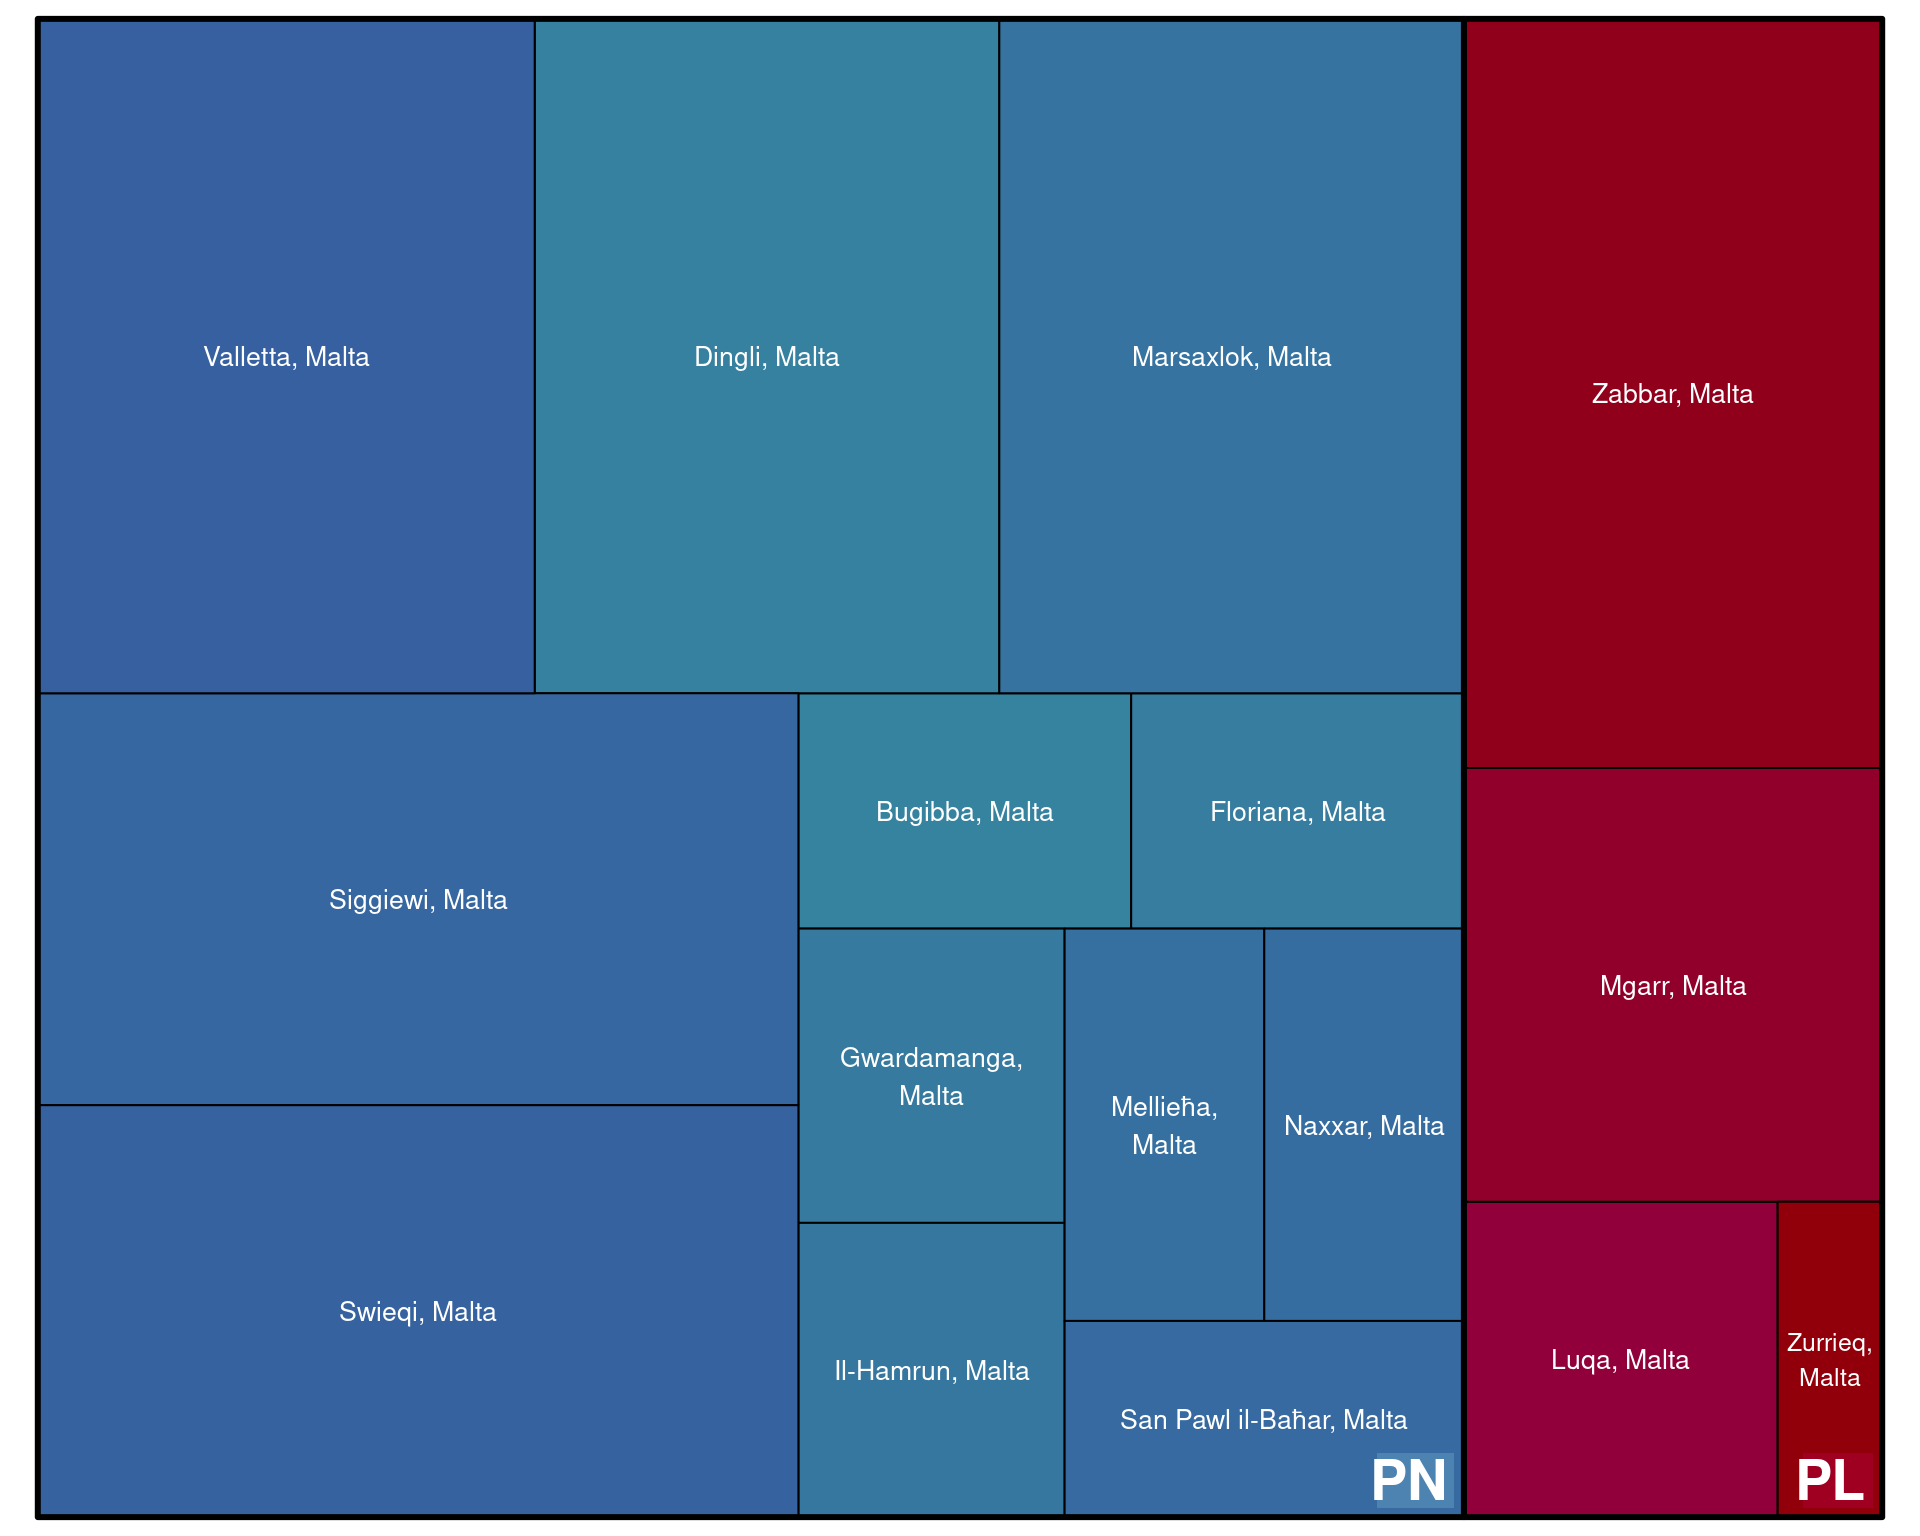 Valletta, Malta
Dingli, Malta
Marsaxlok, Malta
Zabbar, Malta
Siggiewi, Malta
Bugibba, Malta
Floriana, Malta
Mgarr, Malta
Gwardamanga,
Malta
Mellieħa,
Malta
Naxxar, Malta
Swieqi, Malta
Il-Hamrun, Malta
San Pawl il-Baħar, Malta
PN
Luqa, Malta
Zurrieq,
Malta
PL